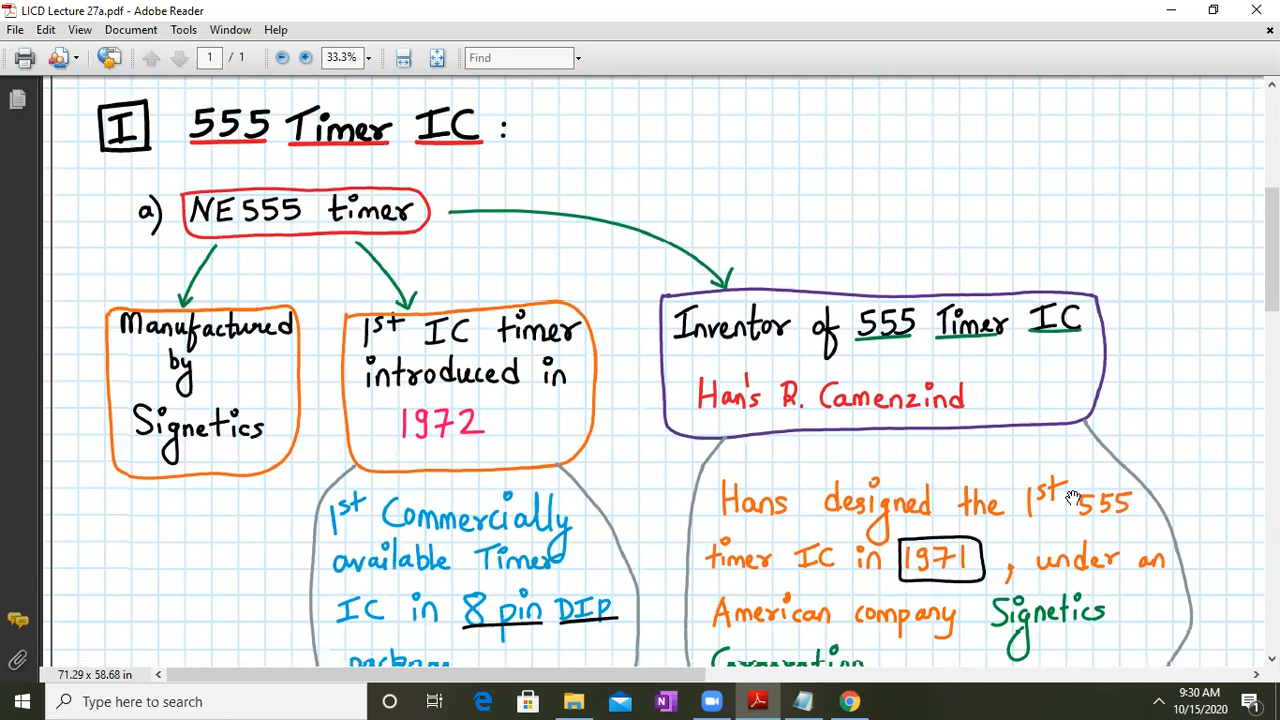 LICD Lecture 27a.pdf - Adobe Reader
File Edit View Document Tools Window Help
1 / 1 33.3% Find
I 555 Timer IC :
a) NE555 timer
Manufactured
by
Signetics
1st IC timer
introduced in
1972
Inventor of 555 Timer IC
Han's R. Camenzind
1st Commercially
available Timer
IC in 8 pin DIP
package
Hans designed the 1st 555
timer IC in 1971, under an
American company Signetics
Corporation
71.29 x 58.68 in
Type here to search
9:30 AM
10/15/2020